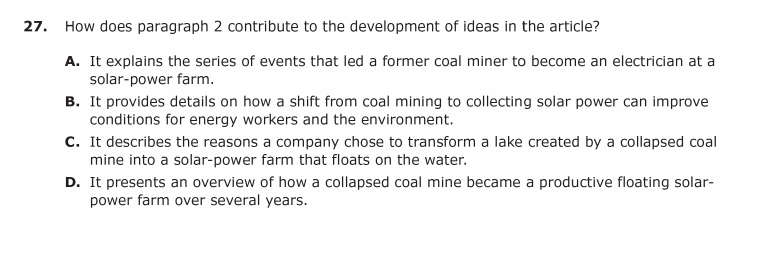 27. How does paragraph 2 contribute to the development of ideas in the article?
A. It explains the series of events that led a former coal miner to become an electrician at a
solar-power farm.
B. It provides details on how a shift from coal mining to collecting solar power can improve
conditions for energy workers and the environment.
C. It describes the reasons a company chose to transform a lake created by a collapsed coal
mine into a solar-power farm that floats on the water.
D. It presents an overview of how a collapsed coal mine became a productive floating solar-
power farm over several years.